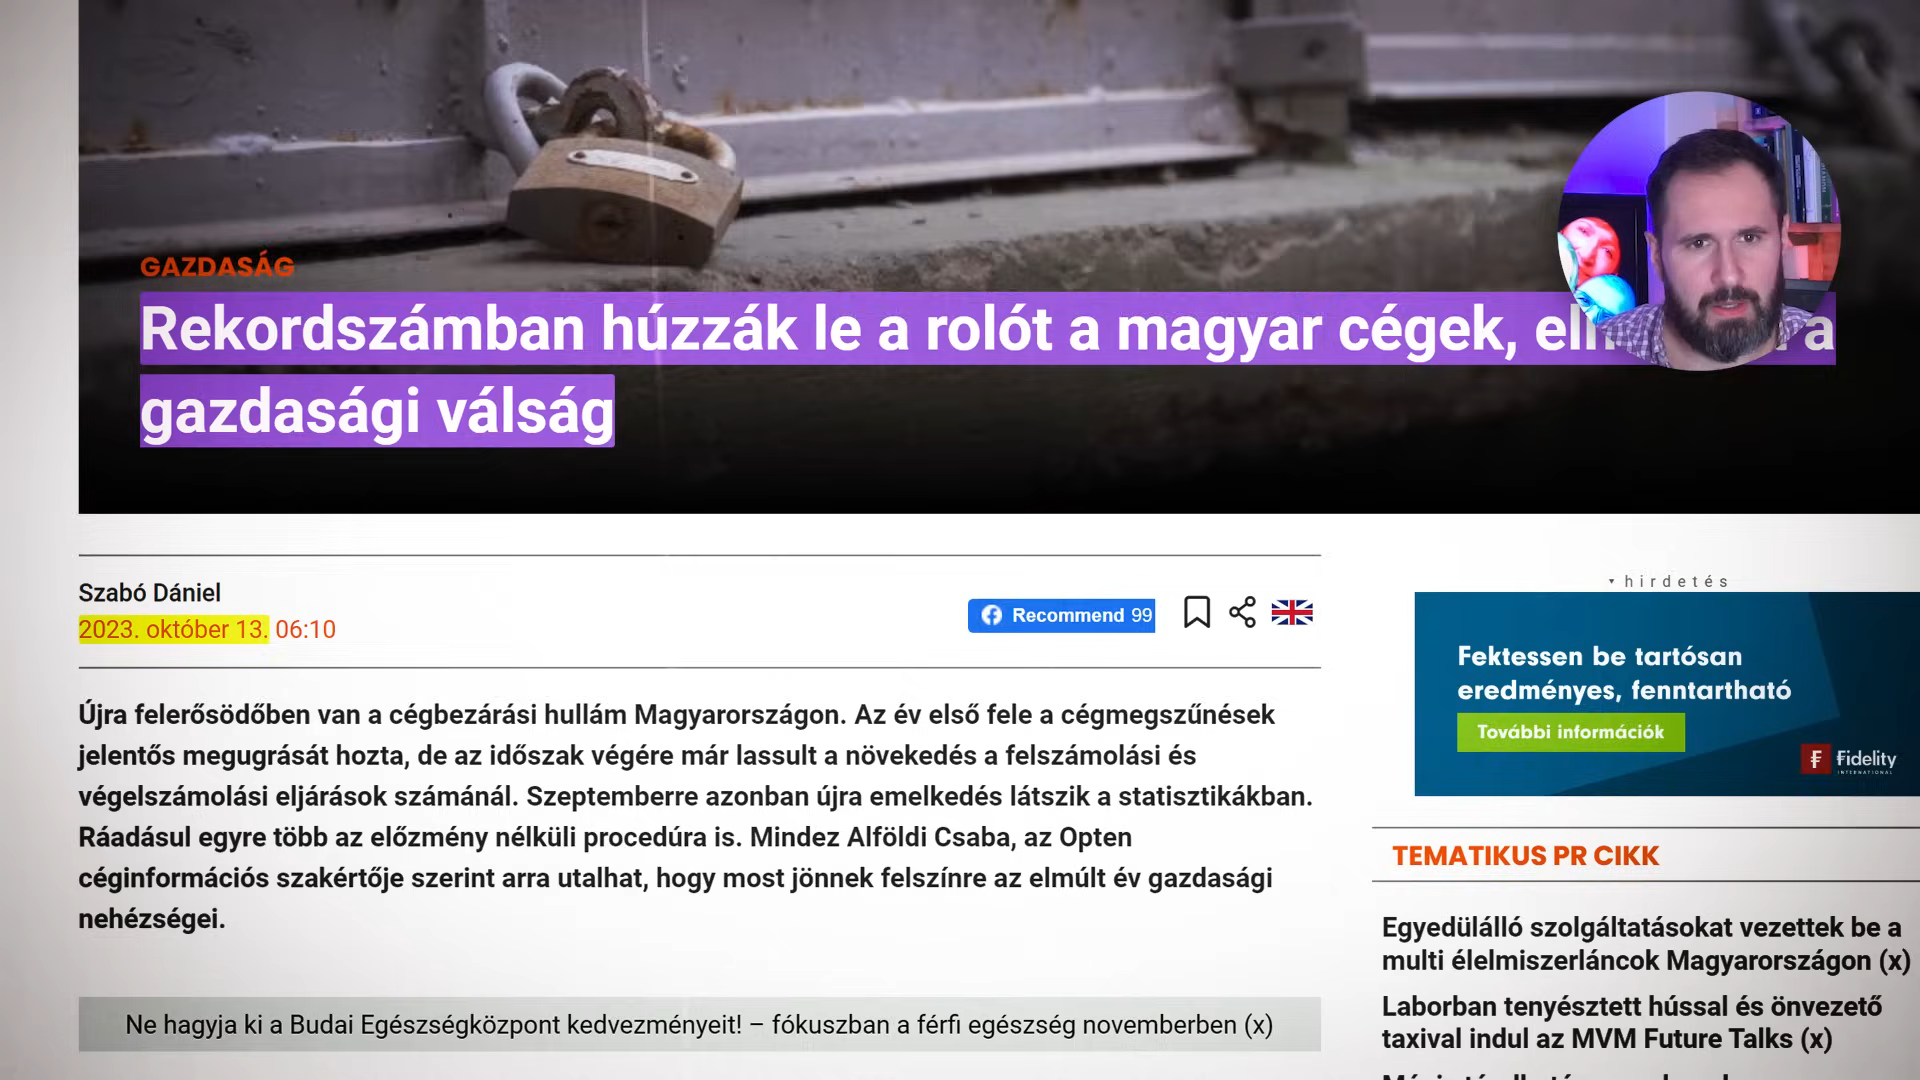 GAZDASÁG
Rekordszámban húzzák le a rolót a magyar cégek, a
gazdasági válság
Szabó Dániel
2023. október 13. 06:10
Recommend 99
Újra felerősödőben van a cégbezárási hullám Magyarországon. Az év első fele a cégmegszűnések
jelentős megugrását hozta, de az időszak végére már lassult a növekedés a felszámolási és
végelszámolási eljárások számánál. Szeptemberre azonban újra emelkedés látszik a statisztikákban.
Ráadásul egyre több az előzmény nélküli procedúra is. Mindez Alföldi Csaba, az Opten
céginformációs szakértője szerint arra utalhat, hogy most jönnek felszínre az elmúlt év gazdasági
nehézségei.
Ne hagyja ki a Budai Egészségközpont kedvezményeit! – fókuszban a férfi egészség novemberben (x)
▾ hirdetés
Fektessen be tartósan
eredményes, fenntartható
További információk
Fidelity
INTERNATIONAL
TEMATIKUS PR CIKK
Egyedülálló szolgáltatásokat vezettek be a
multi élelmiszerláncok Magyarországon (x)
Laborban tenyésztett hússal és önvezető
taxival indul az MVM Future Talks (x)